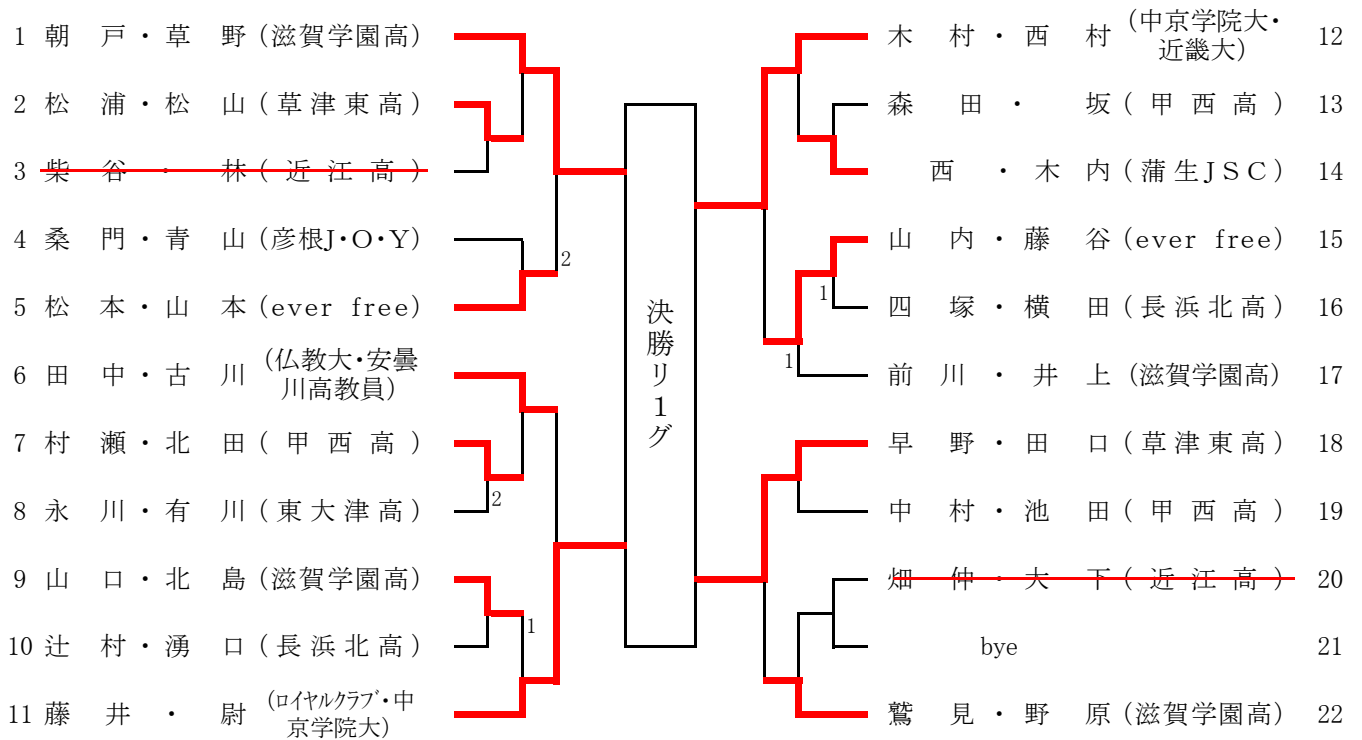 1 朝 戸・草 野 (滋賀学園高)
2 松 浦・松 山 (草津東高)
3 柴 谷 ・ 林 (近江高)
4 桑 門・青 山 (彦根J・O・Y)
5 松 本・山 本 (ever free)
6 田 中・古 川 (仏教大・安曇
川高教員)
7 村 瀬・北 田 (甲西高)
8 永 川・有 川 (東大津高)
9 山 口・北 島 (滋賀学園高)
10 辻 村・湧 口 (長浜北高)
11 藤 井 ・ 尉 (ﾛｲﾔﾙｸﾗﾌﾞ・中
京学院大)
2
2
1
決勝リ1グ
木 村・西 村 (中京学院大・
近畿大) 12
森 田 ・ 坂 (甲西高) 13
西 ・木 内 (蒲生JSC) 14
山 内・藤 谷 (ever free) 15
1
四 塚・横 田 (長浜北高) 16
1
前 川・井 上 (滋賀学園高) 17
早 野・田 口 (草津東高) 18
中 村・池 田 (甲西高) 19
畑 仲・大 下 (近江高) 20
bye 21
鷲 見・野 原 (滋賀学園高) 22